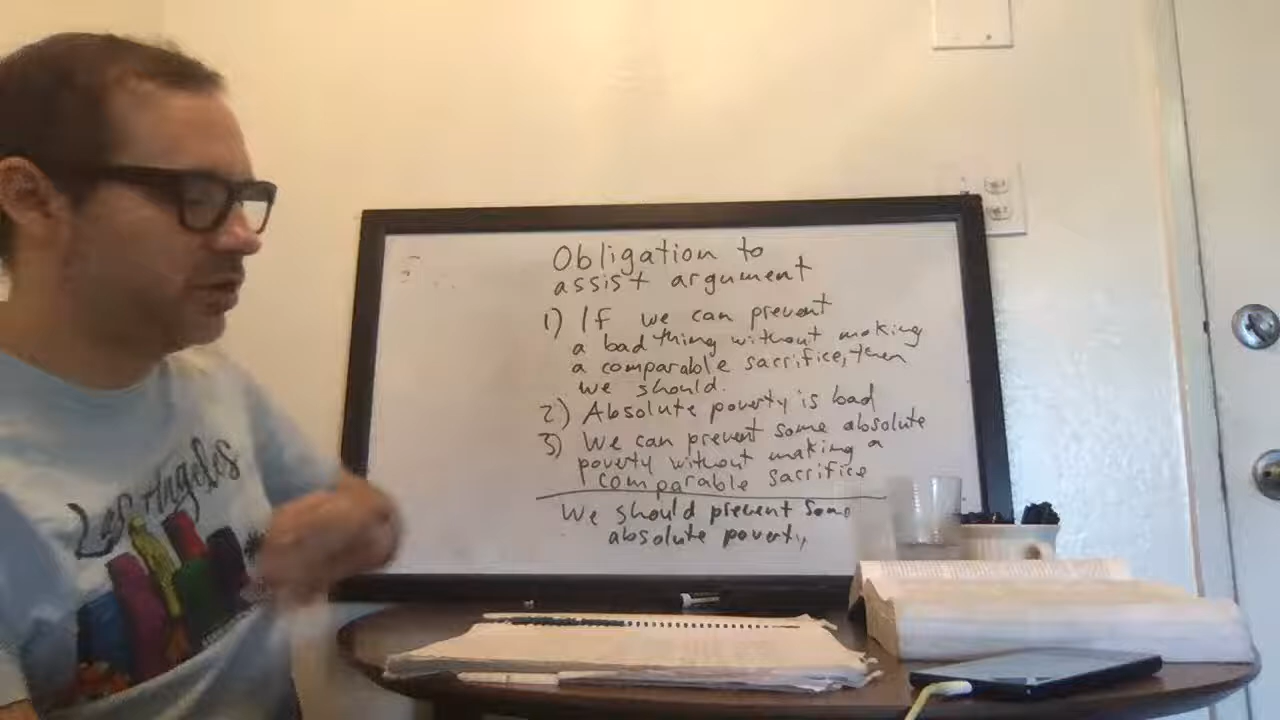 Obligation to
assist argument
1) If we can prevent
a bad thing without making
a comparable sacrifice, then
we should.
2) Absolute poverty is bad
3) We can prevent some absolute
poverty without making a
comparable sacrifice
We should prevent some
absolute poverty
Los Angeles